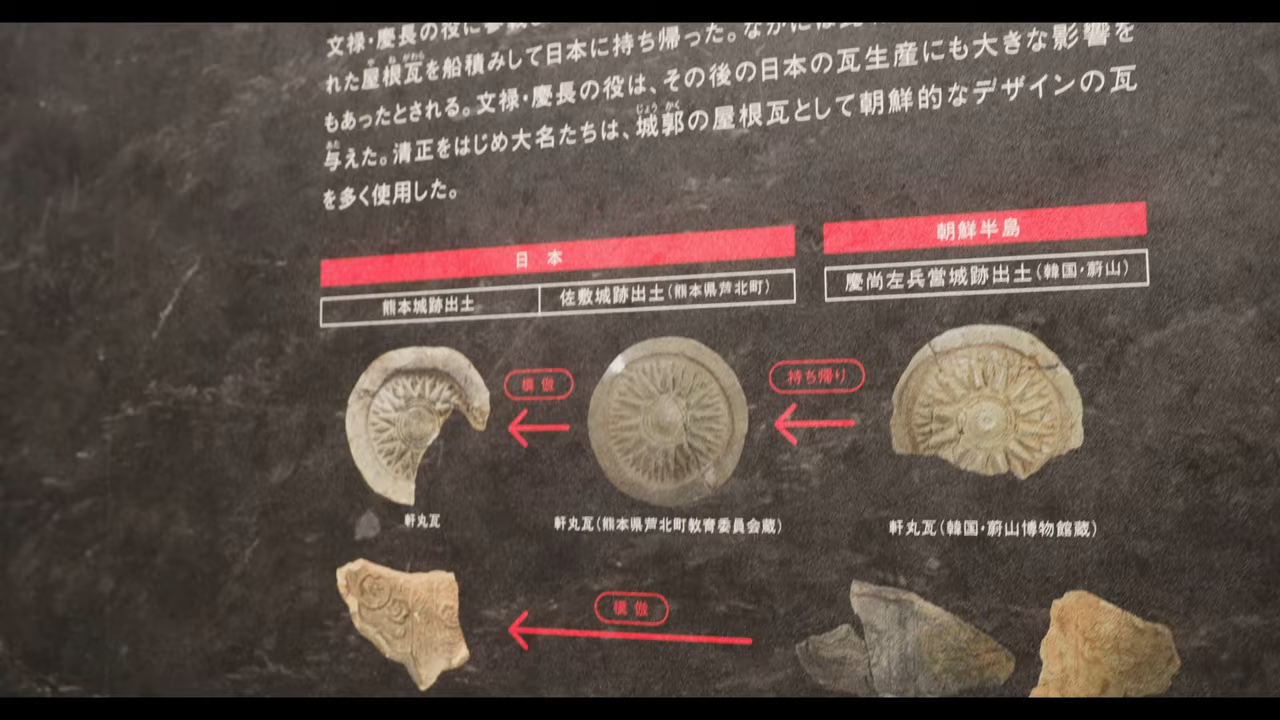 文禄・慶長の役に
れた屋根瓦を船積みして日本に持ち帰った。なかには
もあったとされる。文禄・慶長の役は、その後の日本の瓦生産にも大きな影響を
与えた。清正をはじめ大名たちは、城郭の屋根瓦として朝鮮的なデザインの瓦
を多く使用した。
日本
朝鮮半島
熊本城跡出土
佐敷城跡出土(熊本県芦北町)
慶尚左兵營城跡出土(韓国・蔚山)
模倣
持ち帰り
軒丸瓦
軒丸瓦(熊本県芦北町教育委員会蔵)
軒丸瓦(韓国・蔚山博物館蔵)
模倣